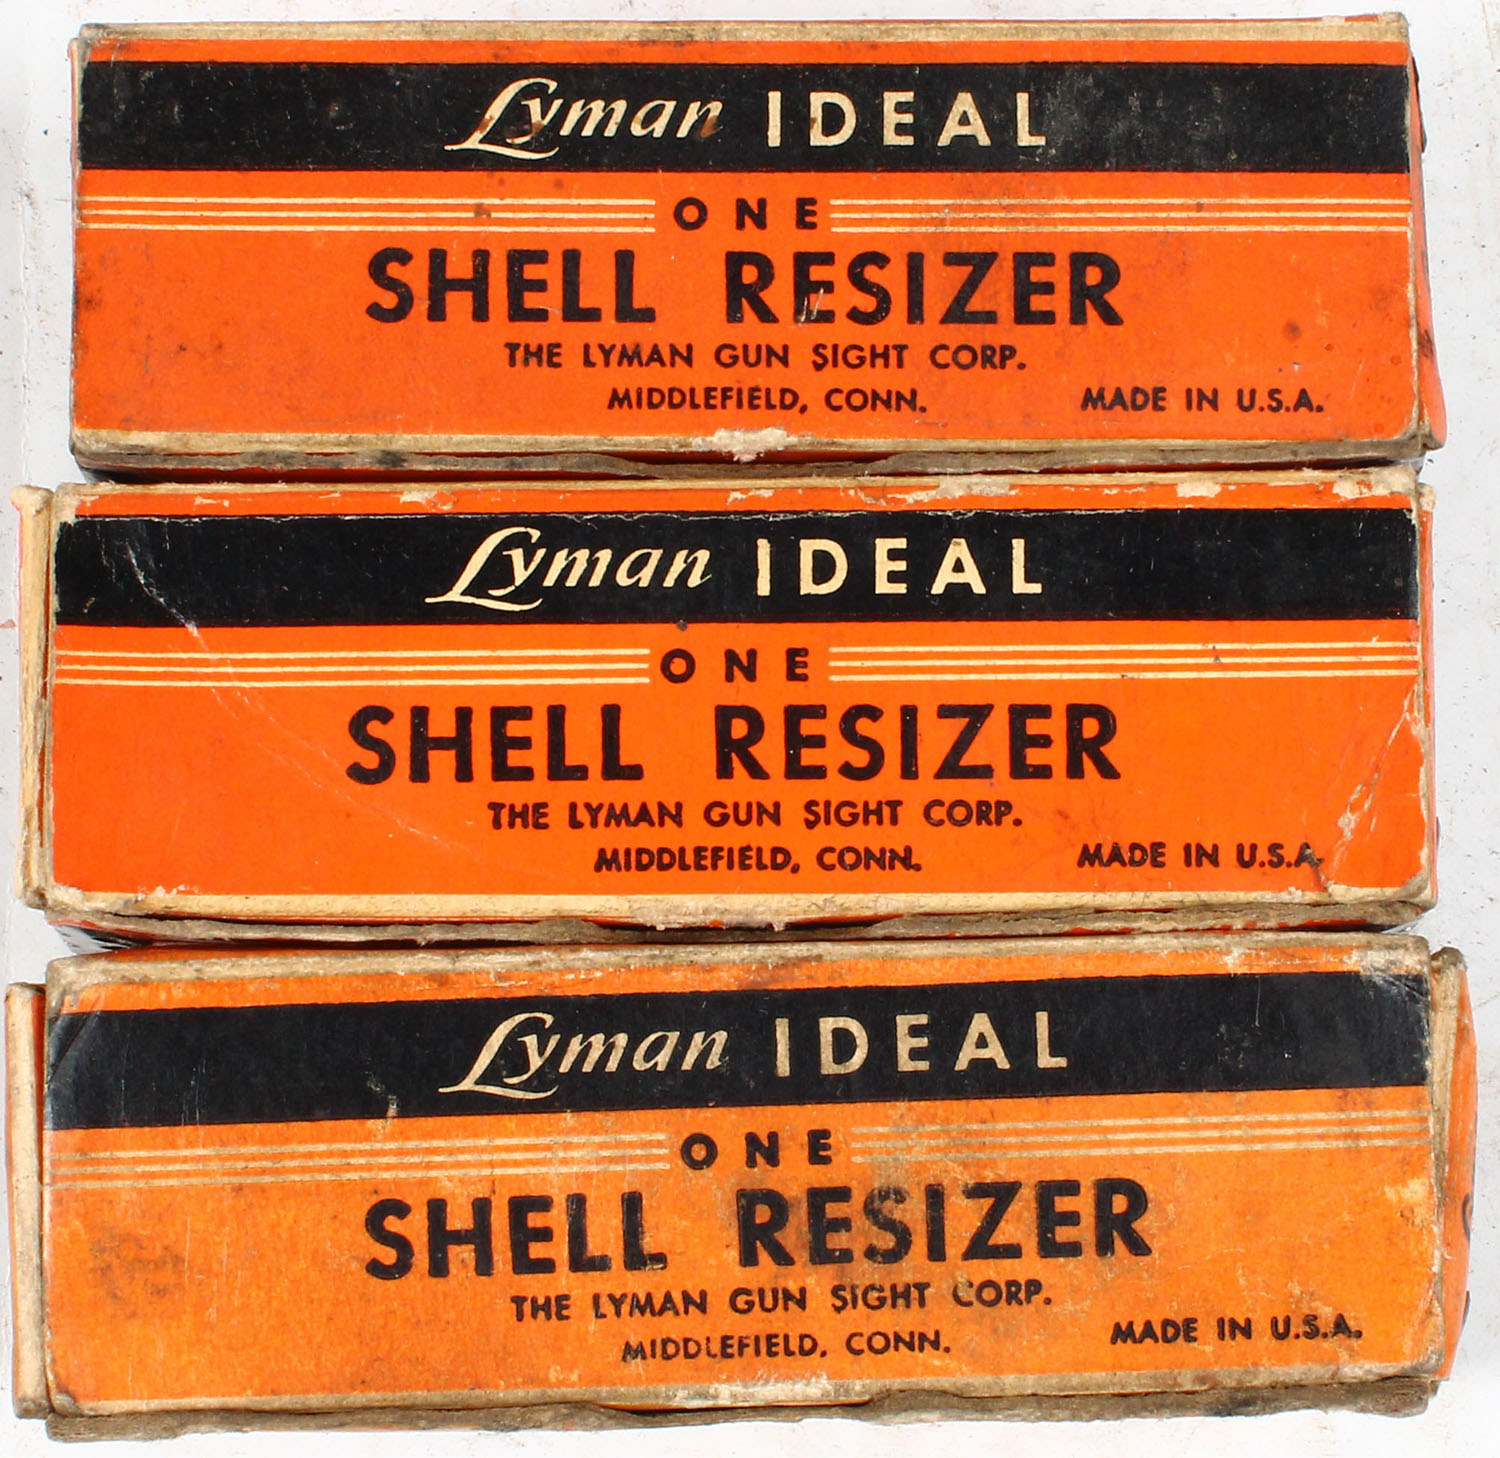 Lyman IDEAL
ONE
SHELL RESIZER
THE LYMAN GUN SIGHT CORP.
MIDDLEFIELD, CONN. MADE IN U.S.A.
Lyman IDEAL
ONE
SHELL RESIZER
THE LYMAN GUN SIGHT CORP.
MIDDLEFIELD, CONN. MADE IN U.S.A.
Lyman IDEAL
ONE
SHELL RESIZER
THE LYMAN GUN SIGHT CORP.
MIDDLEFIELD, CONN. MADE IN U.S.A.